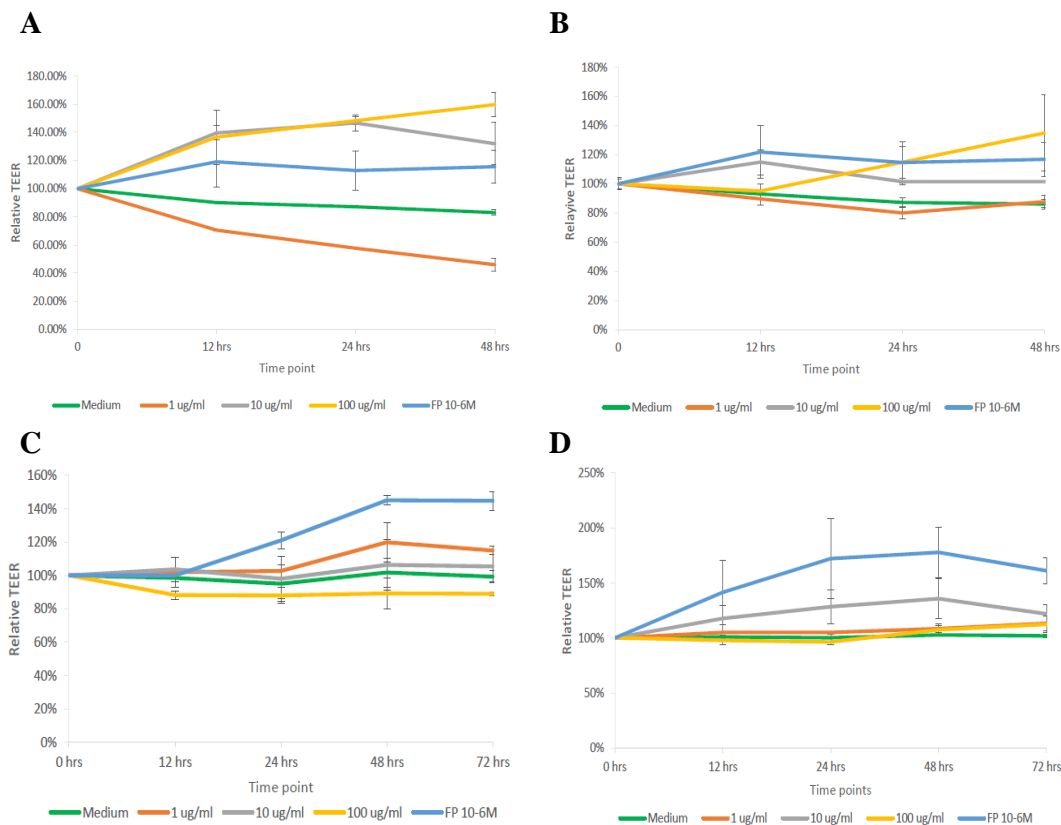 A
180.00%
160.00%
140.00%
120.00%
100.00%
80.00%
60.00%
40.00%
20.00%
0.00%
Relative TEER
0 12 hrs 24 hrs 48 hrs
Time point
Medium 1 ug/ml 10 ug/ml 100 ug/ml FP 10-6M
B
180%
160%
140%
120%
100%
80%
60%
40%
20%
0%
Relayive TEER
0 12 hrs 24 hrs 48 hrs
Time point
Medium 1 ug/ml 10 ug/ml 100 ug/ml FP 10-6M
C
160%
140%
120%
100%
80%
60%
40%
20%
0%
Relative TEER
0 hrs 12 hrs 24 hrs 48 hrs 72 hrs
Time point
Medium 1 ug/ml 10 ug/ml 100 ug/ml FP 10-6M
D
250%
200%
150%
100%
50%
0%
Relative TEER
0 hrs 12 hrs 24 hrs 48 hrs 72 hrs
Time points
Medium 1 ug/ml 10 ug/ml 100 ug/ml FP 10-6M